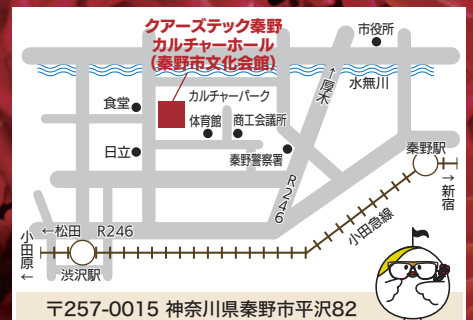 クアーズテック秦野
カルチャーホール
（秦野市文化会館）
市役所
←厚木
水無川
カルチャーパーク
食堂
体育館
商工会議所
日立
秦野警察署
秦野駅
→新宿
R246
小田急線
←松田
R246
小田原←
渋沢駅
〒257-0015 神奈川県秦野市平沢82